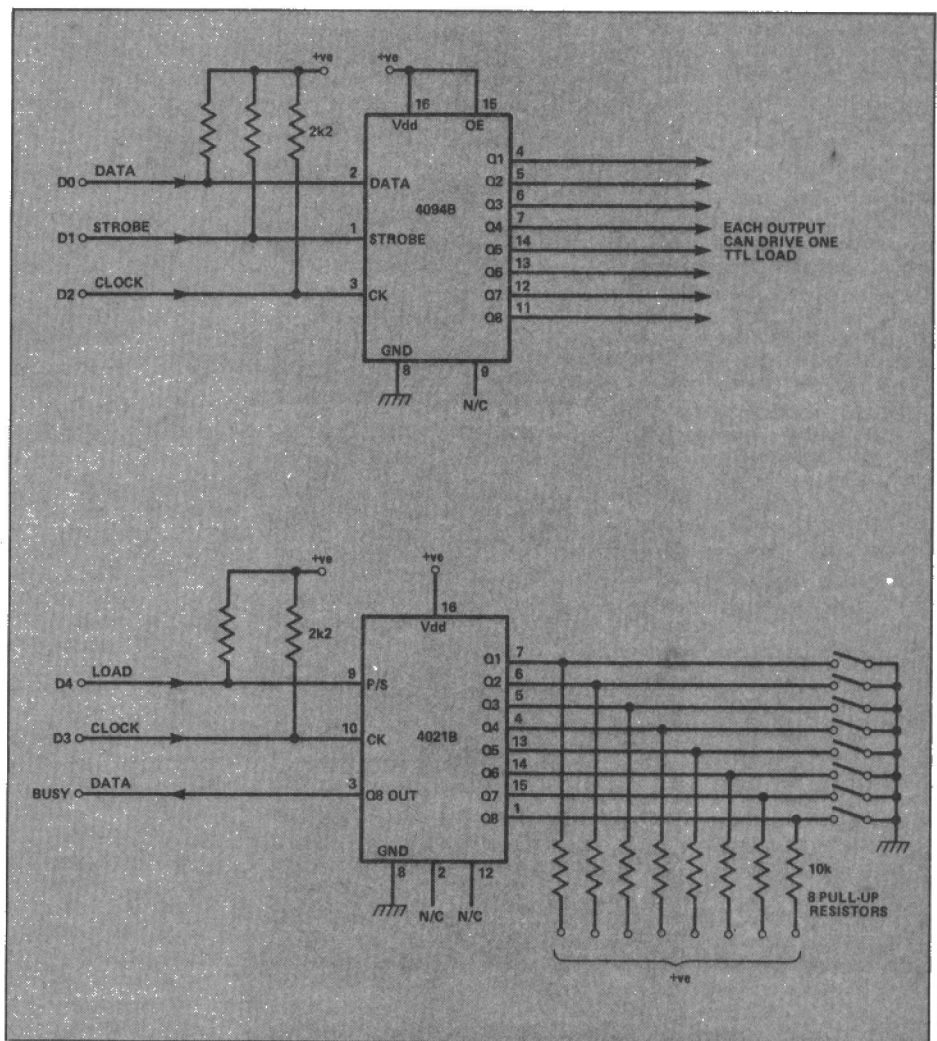 +ve +ve
16 15
Vdd OE
2k2
D0 DATA 2 DATA
D1 STROBE 1 STROBE
D2 CLOCK 3 CK
4094B
GND
8 9
N/C
Q1 4
Q2 5
Q3 6
Q4 7
Q5 14
Q6 13
Q7 12
Q8 11
EACH OUTPUT
CAN DRIVE ONE
TTL LOAD
+ve +ve
16
Vdd
2k2
D4 LOAD 9 P/S
D3 CLOCK 10 CK
BUSY DATA 3 Q8 OUT
4021B
GND
8 2 12
N/C N/C
Q1 7
Q2 6
Q3 5
Q4 4
Q5 13
Q6 14
Q7 15
Q8 1
10k
8 PULL-UP
RESISTORS
+ve